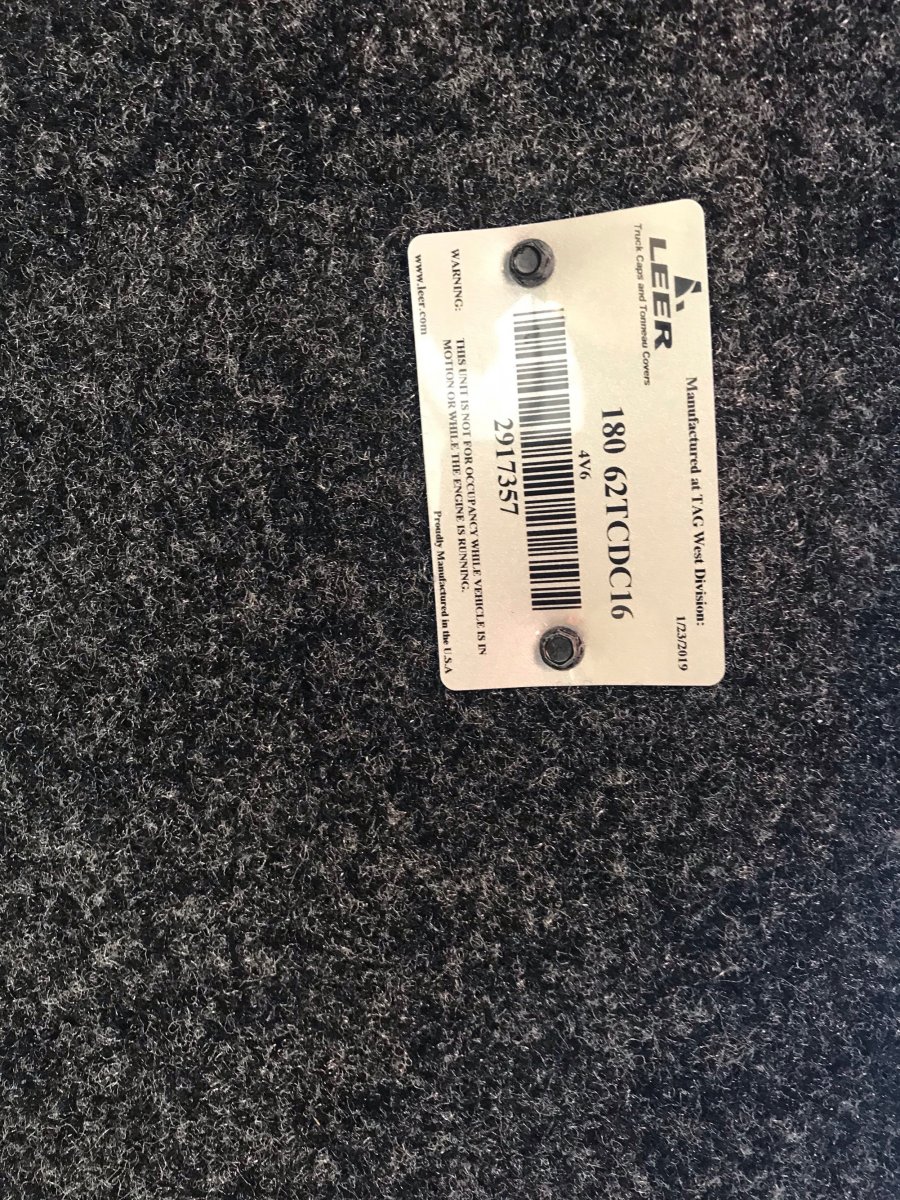 Manufactured at TAG West Division:
1/23/2019
LEER
Truck Caps and Tonneau Covers
180 62TCDC16
4V6
2917357
WARNING:
THIS UNIT IS NOT FOR OCCUPANCY WHILE VEHICLE IS IN
MOTION OR WHILE THE ENGINE IS RUNNING.
www.leer.com
Proudly Manufactured in the U.S.A